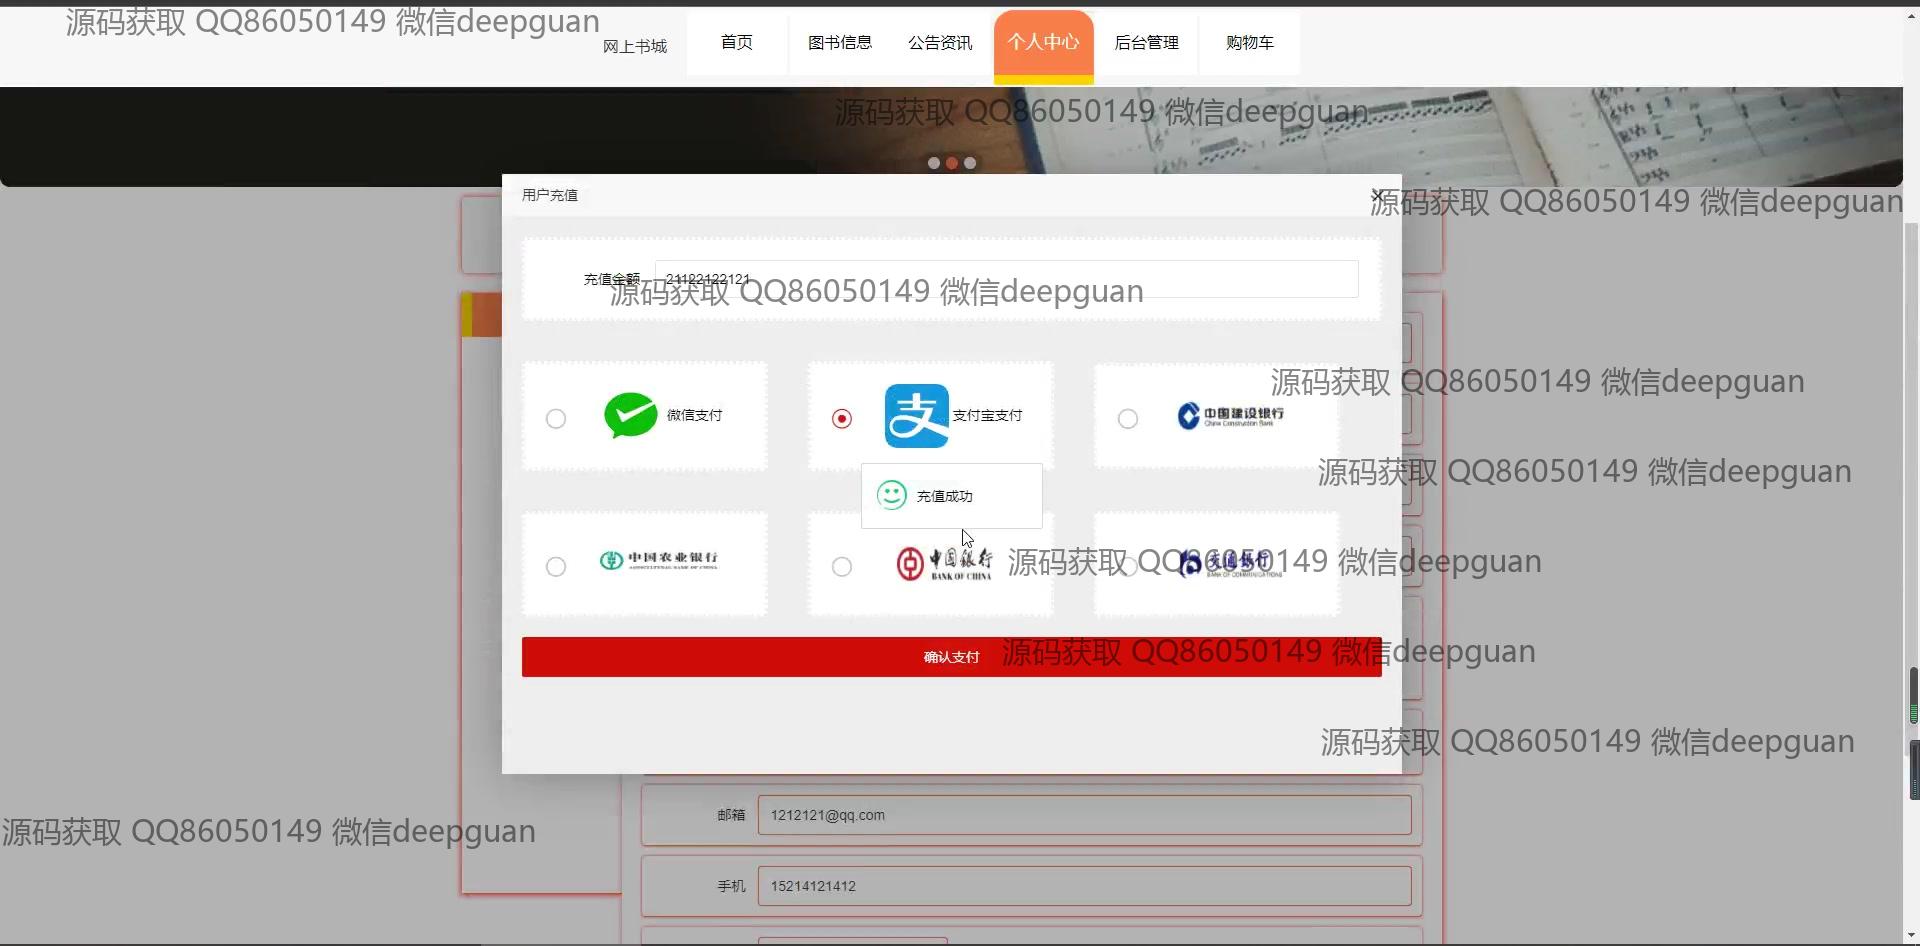 源码获取 QQ86050149 微信deepguan
网上书城
首页
图书信息
公告资讯
个人中心
后台管理
购物车
源码获取 QQ86050149 微信deepguan
用户充值
源码获取 QQ86050149 微信deepguan
充值金额
21122122121
源码获取 QQ86050149 微信deepguan
源码获取 QQ86050149 微信deepguan
微信支付
支
支付宝支付
中国建设银行
China Construction Bank
源码获取 QQ86050149 微信deepguan
充值成功
中国农业银行
AGRICULTURAL BANK OF CHINA
中国银行
BANK OF CHINA
源码获取 QQ86050149 微信deepguan
交通银行
BANK OF COMMUNICATIONS
确认支付
源码获取 QQ86050149 微信deepguan
源码获取 QQ86050149 微信deepguan
邮箱
1212121@qq.com
源码获取 QQ86050149 微信deepguan
手机
15214121412